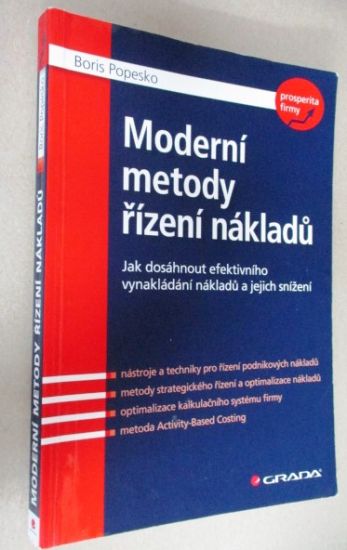 Boris Popesko
prosperita
firmy
Moderní
metody
řízení nákladů
Jak dosáhnout efektivního
vynakládání nákladů a jejich snížení
nástroje a techniky pro řízení podnikových nákladů
metody strategického řízení a optimalizace nákladů
optimalizace kalkulačního systému firmy
metoda Activity-Based Costing
GRADA
Boris Popesko
MODERNÍ METODY ŘÍZENÍ NÁKLADŮ